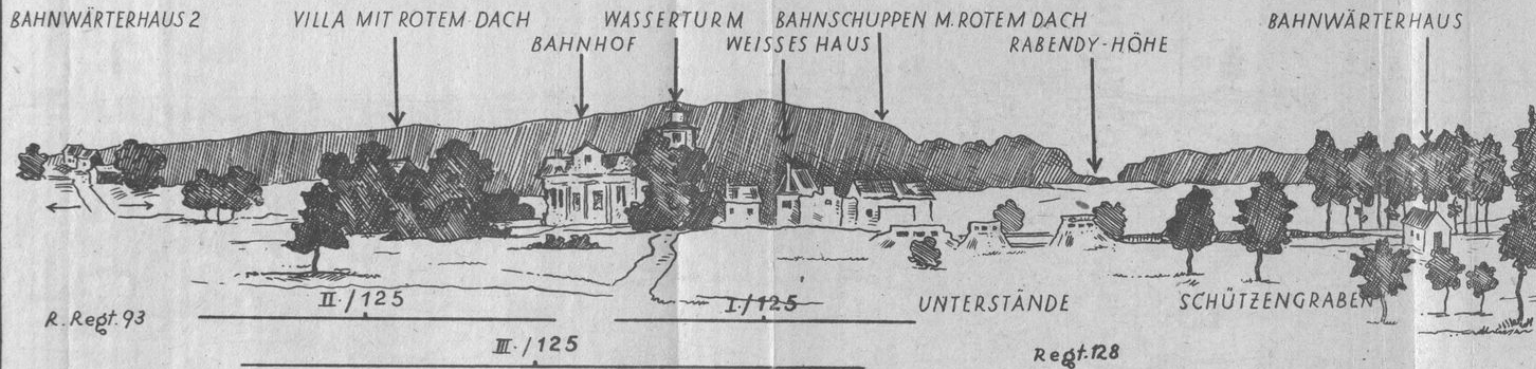 BAHNWÄRTERHAUS 2 VILLA MIT ROTEM DACH WASSERTURM BAHNSCHUPPEN M. ROTEM DACH BAHNWÄRTERHAUS
BAHNHOF WEISSES HAUS RABENDY-HÖHE
II./125 I./125 UNTERSTÄNDE SCHÜTZENGRABEN
R. Regt. 93
III./125 Regt. 128